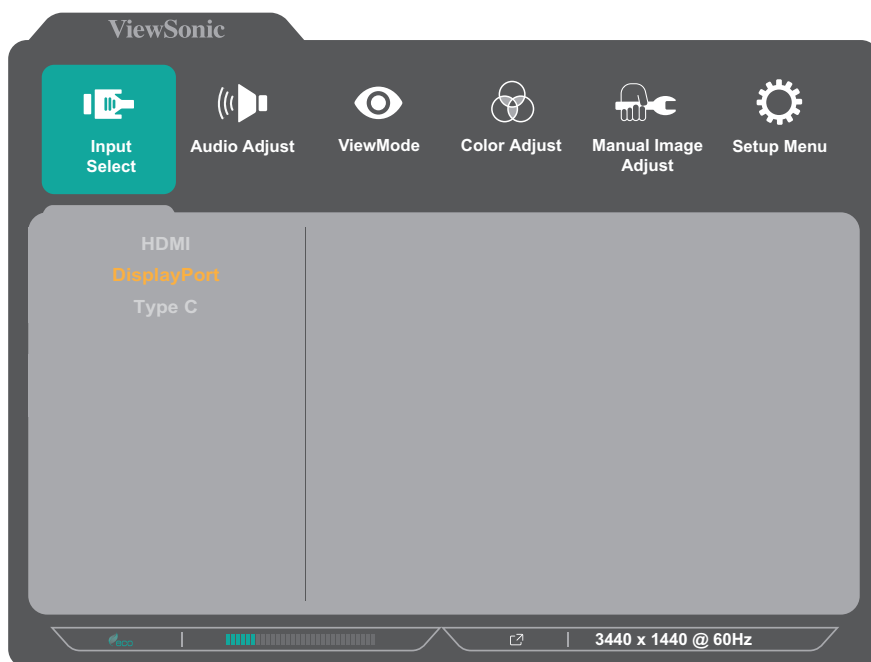 ViewSonic
Input
Select
Audio Adjust
ViewMode
Color Adjust
Manual Image
Adjust
Setup Menu
HDMI
DisplayPort
Type C
eco
3440 x 1440 @ 60Hz